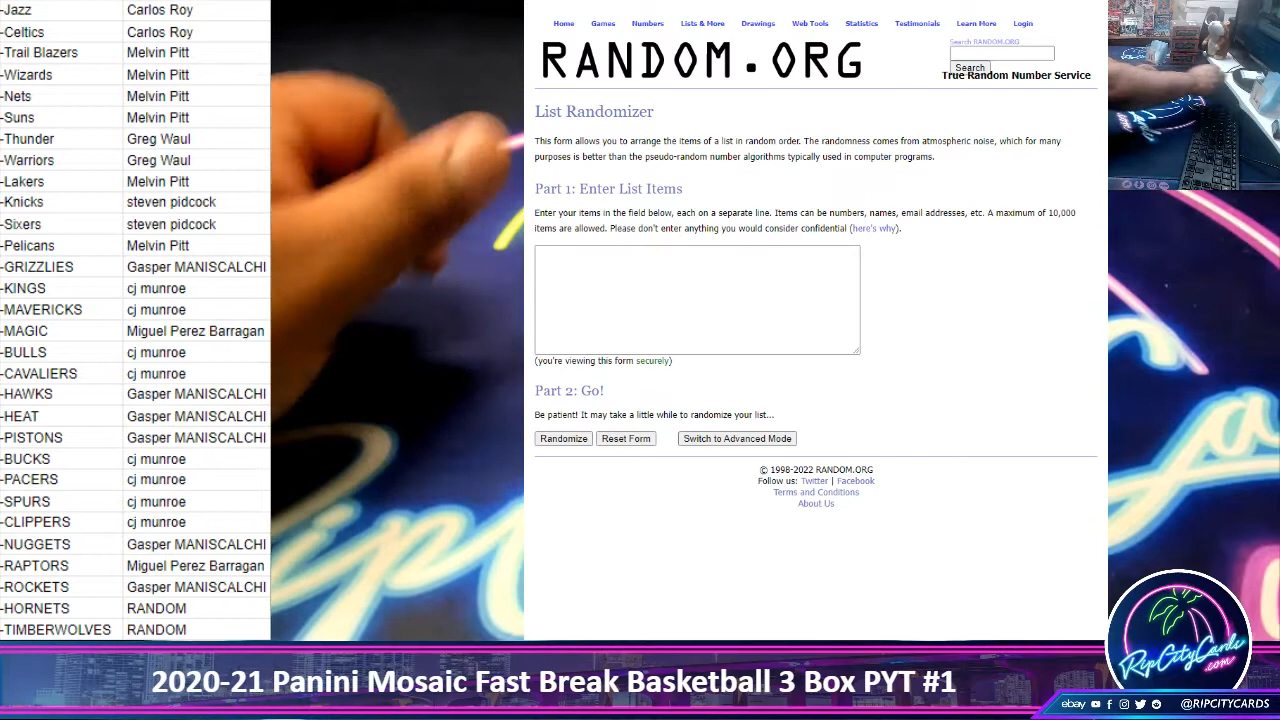 -Jazz Carlos Roy
-Celtics Carlos Roy
-Trail Blazers Melvin Pitt
-Wizards Melvin Pitt
-Nets Melvin Pitt
-Suns Melvin Pitt
-Thunder Greg Waul
-Warriors Greg Waul
-Lakers Melvin Pitt
-Knicks steven pidcock
-Sixers steven pidcock
-Pelicans Melvin Pitt
-GRIZZLIES Gasper MANISCALCHI
-KINGS cj munroe
-MAVERICKS cj munroe
-MAGIC Miguel Perez Barragan
-BULLS cj munroe
-CAVALIERS cj munroe
-HAWKS Gasper MANISCALCHI
-HEAT Gasper MANISCALCHI
-PISTONS Gasper MANISCALCHI
-BUCKS cj munroe
-PACERS cj munroe
-SPURS cj munroe
-CLIPPERS cj munroe
-NUGGETS Gasper MANISCALCHI
-RAPTORS Miguel Perez Barragan
-ROCKETS Gasper MANISCALCHI
-HORNETS RANDOM
-TIMBERWOLVES RANDOM
Home Games Numbers Lists & More Drawings Web Tools Statistics Testimonials Learn More Login
RANDOM.ORG
Search RANDOM.ORG
Search
True Random Number Service
List Randomizer
This form allows you to arrange the items of a list in random order. The randomness comes from atmospheric noise, which for many
purposes is better than the pseudo-random number algorithms typically used in computer programs.
Part 1: Enter List Items
Enter your items in the field below, each on a separate line. Items can be numbers, names, email addresses, etc. A maximum of 10,000
items are allowed. Please don't enter anything you would consider confidential (here's why).
(you're viewing this form securely)
Part 2: Go!
Be patient! It may take a little while to randomize your list...
Randomize Reset Form Switch to Advanced Mode
© 1998-2022 RANDOM.ORG
Follow us: Twitter | Facebook
Terms and Conditions
About Us
RipCityCards
.com
2020-21 Panini Mosaic Fast Break Basketball 3 Box PYT #1
ebay @RIPCITYCARDS